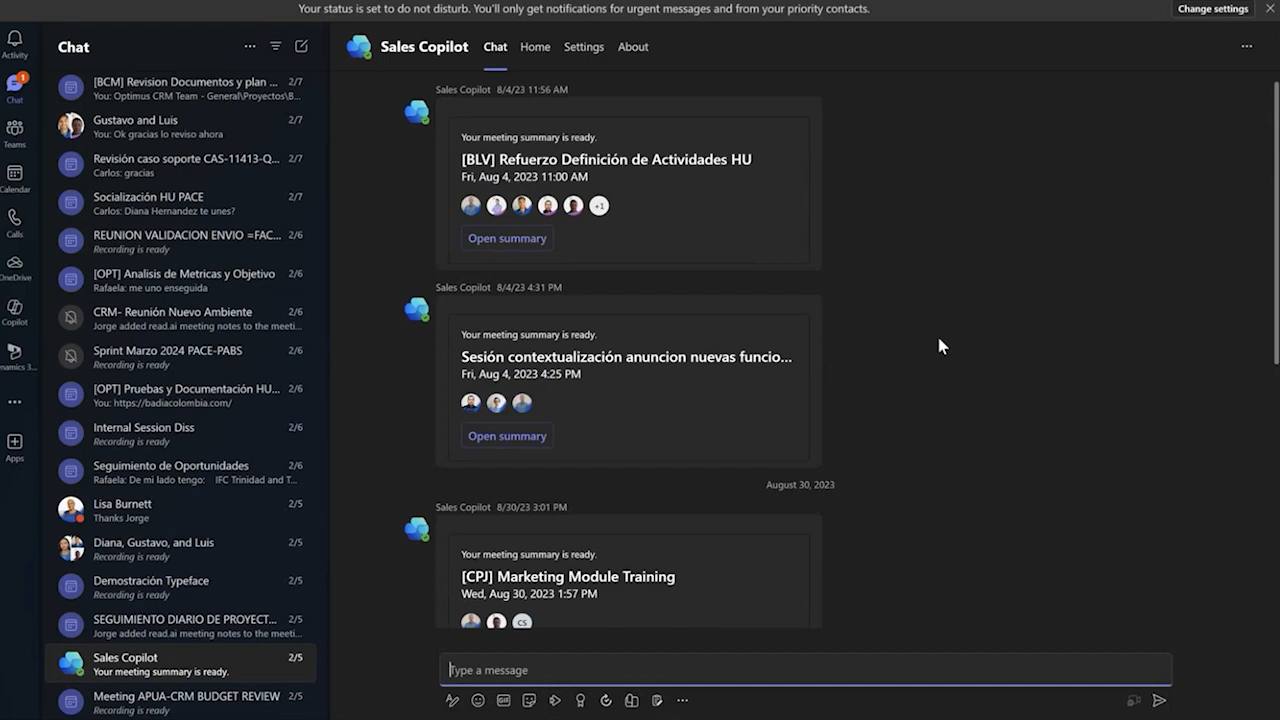 Your status is set to do not disturb. You'll only get notifications for urgent messages and from your priority contacts.
Change settings
Activity
1
Chat
Teams
Calendar
Calls
OneDrive
Copilot
Apps
Chat
[BCM] Revision Documentos y plan ... 2/7
You: Optimus CRM Team - General\Proyectos\B...
Gustavo and Luis 2/7
You: Ok gracias lo reviso ahora
Revisión caso soporte CAS-11413-Q... 2/7
Carlos: gracias
Socialización HU PACE 2/7
Carlos: Diana Hernandez te unes?
REUNION VALIDACION ENVIO =FAC... 2/6
Recording is ready
[OPT] Analisis de Metricas y Objetivo 2/6
Rafaela: me uno enseguida
CRM- Reunión Nuevo Ambiente 2/6
Jorge added read.ai meeting notes to the meeti...
Sprint Marzo 2024 PACE-PABS 2/6
Recording is ready
[OPT] Pruebas y Documentación HU... 2/6
You: https://badiacolombia.com/
Internal Session Diss 2/6
Recording is ready
Seguimiento de Oportunidades 2/6
Rafaela: De mi lado tengo: IFC Trinidad and T...
Lisa Burnett 2/5
Thanks Jorge
Diana, Gustavo, and Luis 2/5
Recording is ready
Demostración Typeface 2/5
Recording is ready
SEGUIMIENTO DIARIO DE PROYECT... 2/5
Jorge added read.ai meeting notes to the meeti...
Sales Copilot 2/5
Your meeting summary is ready.
Meeting APUA-CRM BUDGET REVIEW 2/5
Recording is ready
Sales Copilot Chat Home Settings About
Sales Copilot 8/4/23 11:56 AM
Your meeting summary is ready.
[BLV] Refuerzo Definición de Actividades HU
Fri, Aug 4, 2023 11:00 AM
+1
Open summary
Sales Copilot 8/4/23 4:31 PM
Your meeting summary is ready.
Sesión contextualización anuncion nuevas funcio...
Fri, Aug 4, 2023 4:25 PM
Open summary
August 30, 2023
Sales Copilot 8/30/23 3:01 PM
Your meeting summary is ready.
[CPJ] Marketing Module Training
Wed, Aug 30, 2023 1:57 PM
CS
Type a message
GIF